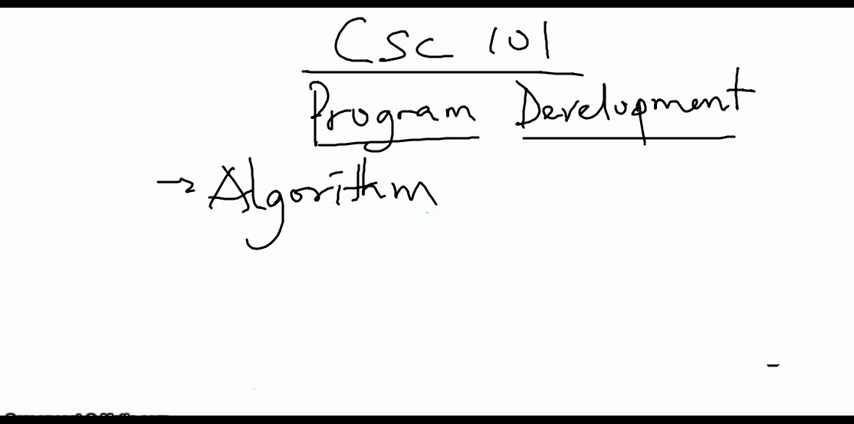 CSC 101
Program Development
→ Algorithm